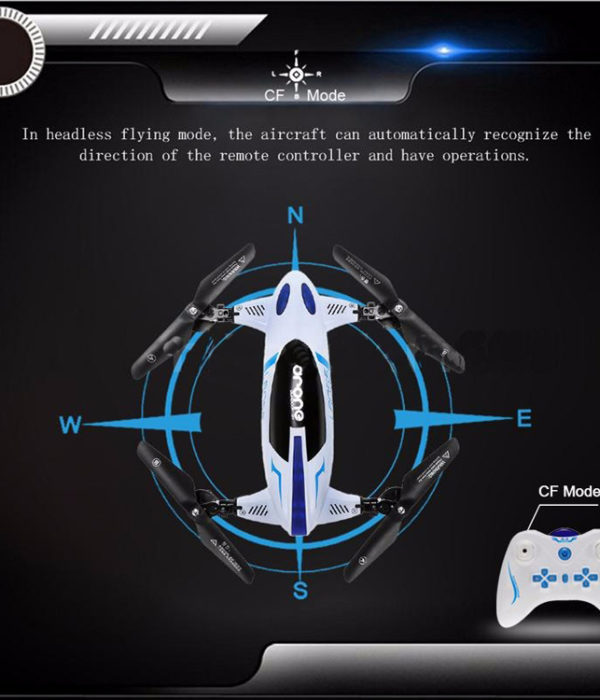 F
L R
B
CF Mode
In headless flying mode, the aircraft can automatically recognize the
direction of the remote controller and have operations.
N
W E
S
CF Mode